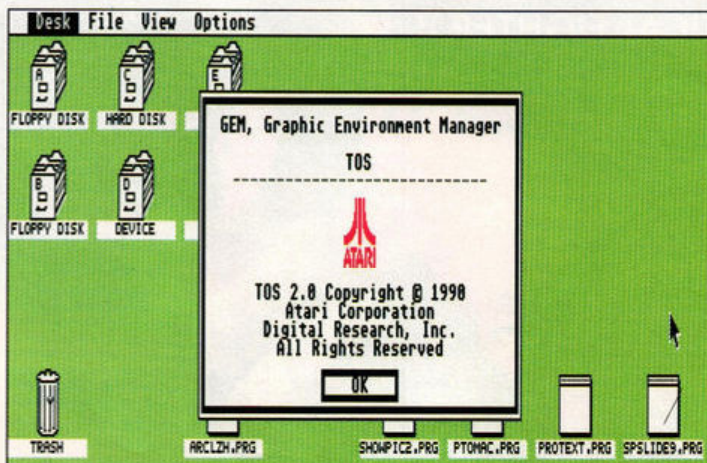 Desk File View Options
A
C
E
FLOPPY DISK
HARD DISK
GEM, Graphic Environment Manager
TOS
ATARI
TOS 2.0 Copyright © 1990
Atari Corporation
Digital Research, Inc.
All Rights Reserved
OK
B
D
FLOPPY DISK
DEVICE
TRASH
ARCLZH.PRG
SHOWPIC2.PRG
PTOMAC.PRG
PROTEXT.PRG
SPSLIDE9.PRG